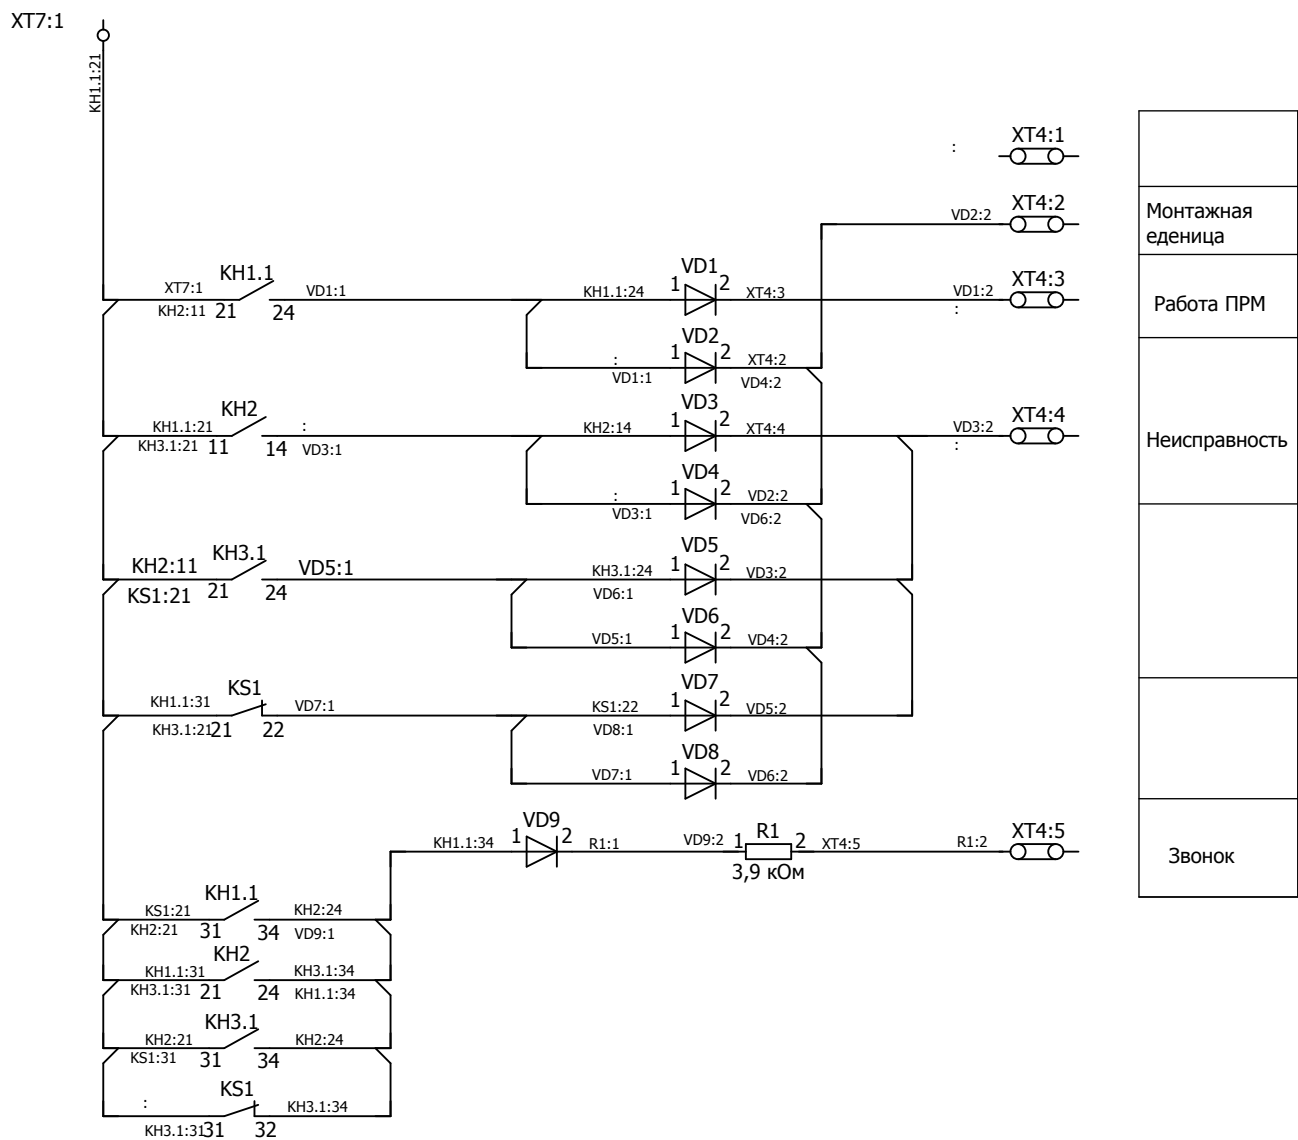 XT7:1
KH1.1:21
:
XT4:1
VD2:2
XT4:2
Монтажная
еденица
XT7:1
KH1.1
VD1:1
KH1.1:24
1
VD1
2
XT4:3
VD1:2
XT4:3
Работа ПРМ
KH2:11
21
24
:
:
1
VD2
2
XT4:2
VD1:1
VD4:2
KH1.1:21
KH2
:
KH2:14
1
VD3
2
XT4:4
VD3:2
XT4:4
Неисправность
KH3.1:21
11
14
VD3:1
:
:
1
VD4
2
VD2:2
VD3:1
VD6:2
KH2:11
KH3.1
VD5:1
KH3.1:24
1
VD5
2
VD3:2
KS1:21
21
24
VD6:1
VD5:1
1
VD6
2
VD4:2
KH1.1:31
KS1
VD7:1
KS1:22
1
VD7
2
VD5:2
KH3.1:21
21
22
VD8:1
VD7:1
1
VD8
2
VD6:2
KH1.1:34
1
VD9
2
R1:1
VD9:2
1
R1
2
XT4:5
R1:2
XT4:5
Звонок
3,9 кОм
KS1:21
KH1.1
KH2:24
KH2:21
31
34
VD9:1
KH1.1:31
KH2
KH3.1:34
KH3.1:31
21
24
KH1.1:34
KH2:21
KH3.1
KH2:24
KS1:31
31
34
:
KS1
KH3.1:34
KH3.1:31
31
32